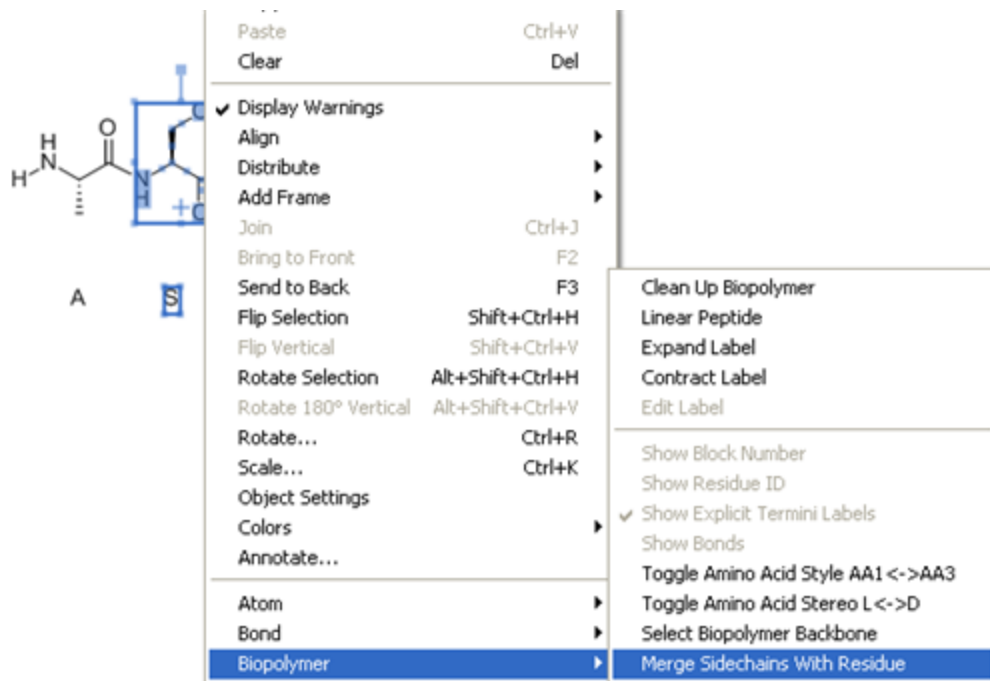 Paste Ctrl+V
Clear Del
Display Warnings
Align
Distribute
Add Frame
Join Ctrl+J
Bring to Front F2
Send to Back F3
Flip Selection Shift+Ctrl+H
Flip Vertical Shift+Ctrl+V
Rotate Selection Alt+Shift+Ctrl+H
Rotate 180° Vertical Alt+Shift+Ctrl+V
Rotate... Ctrl+R
Scale... Ctrl+K
Object Settings
Colors
Annotate...
Atom
Bond
Biopolymer
Clean Up Biopolymer
Linear Peptide
Expand Label
Contract Label
Edit Label
Show Block Number
Show Residue ID
Show Explicit Termini Labels
Show Bonds
Toggle Amino Acid Style AA1<->AA3
Toggle Amino Acid Stereo L<->D
Select Biopolymer Backbone
Merge Sidechains With Residue
H
H N
O
N
H
A S